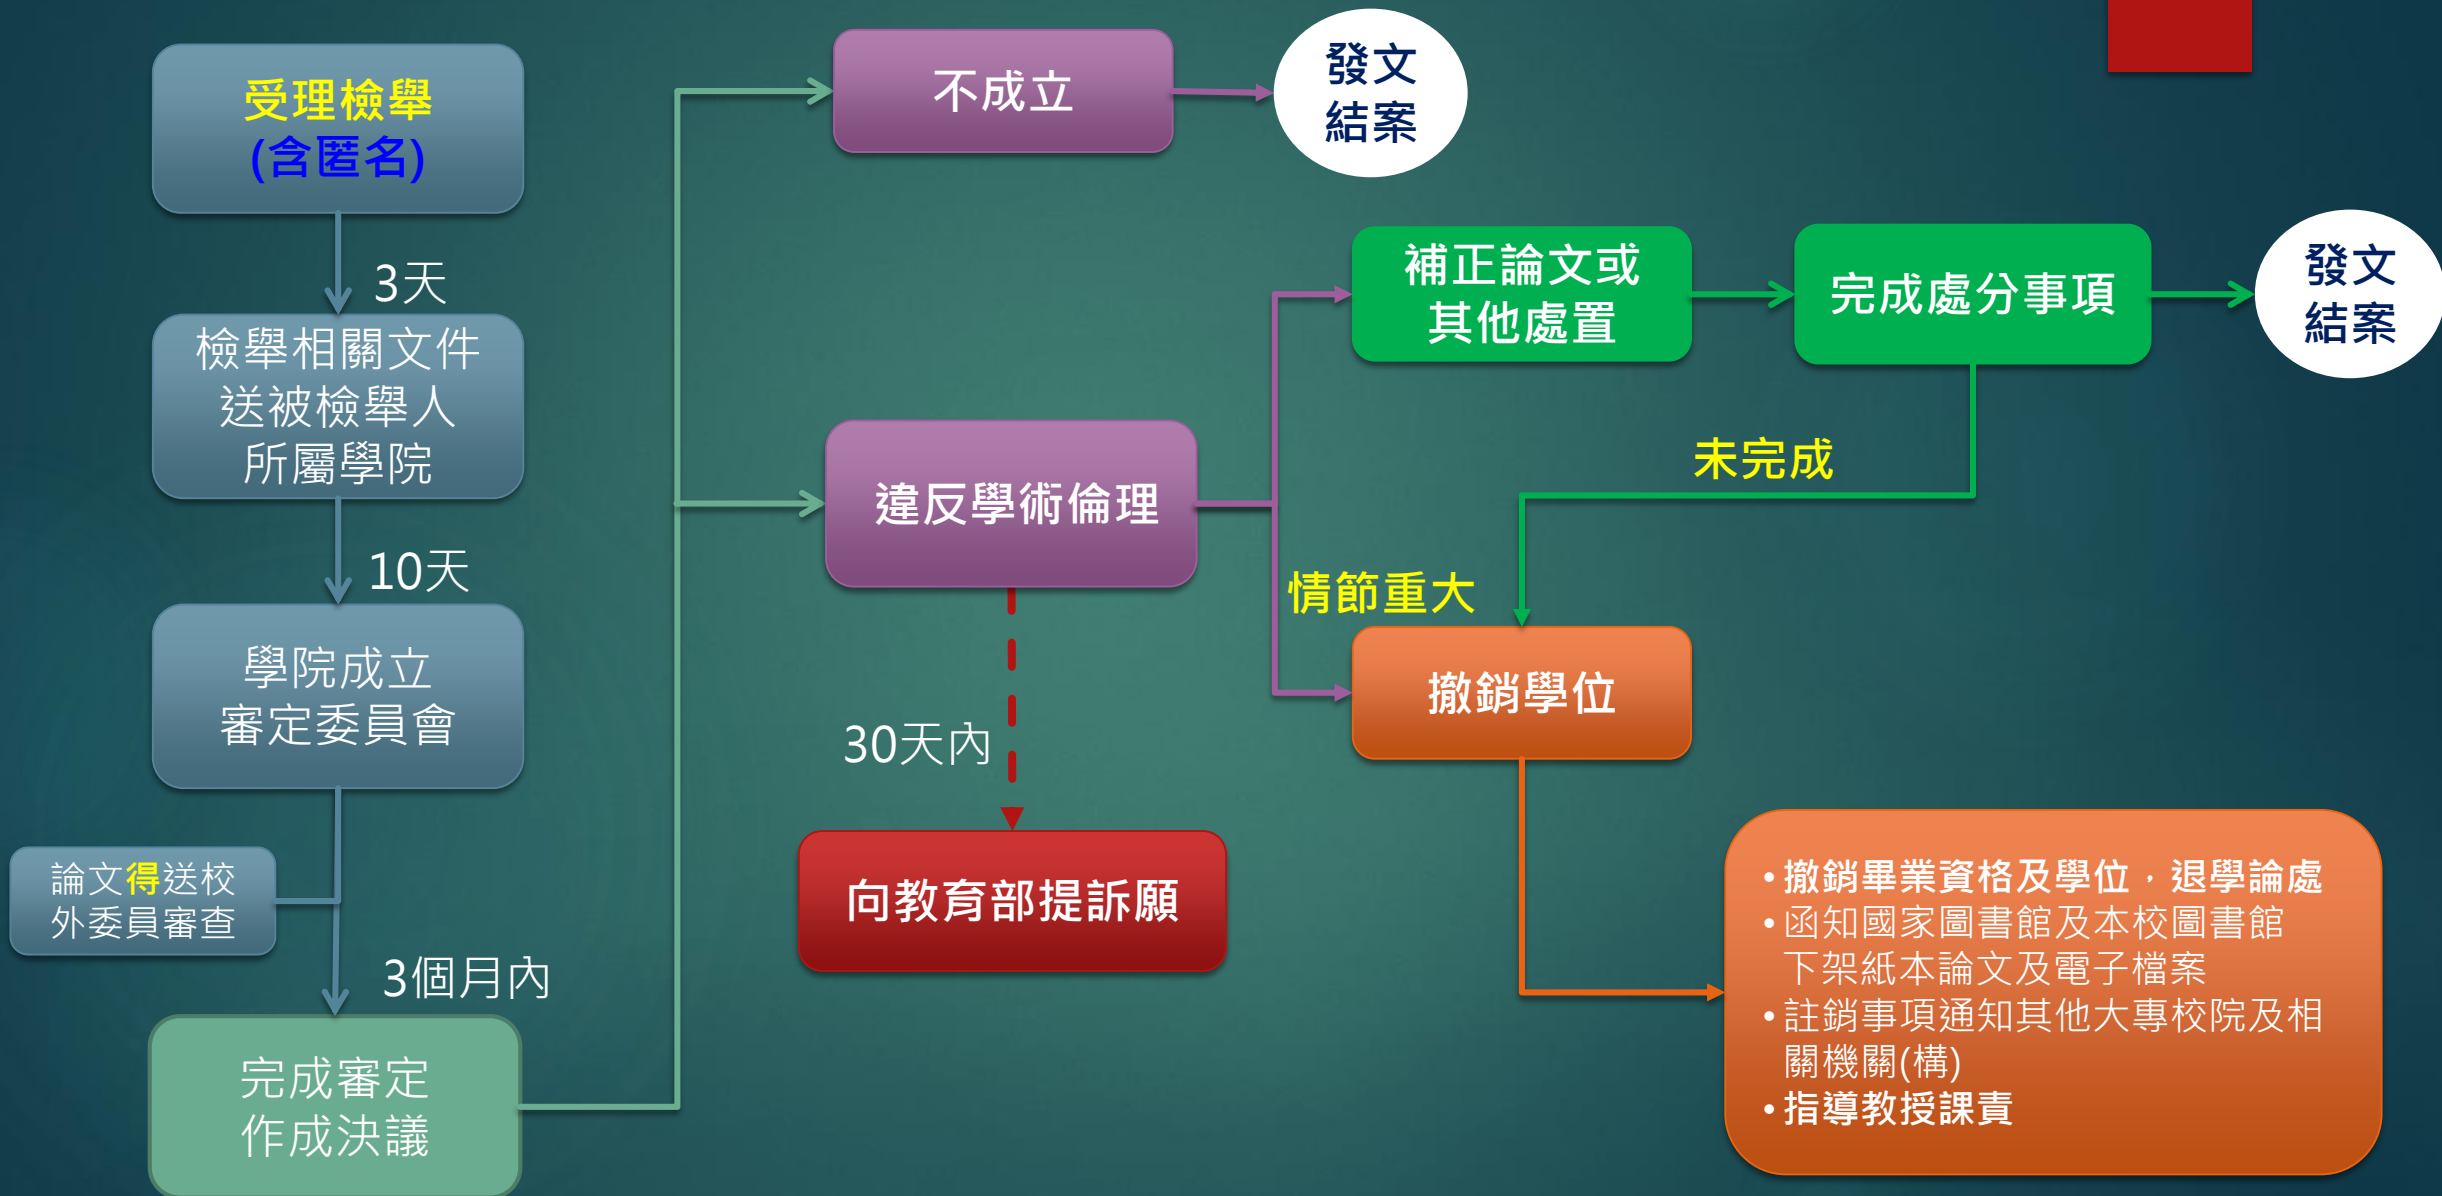 受理檢舉
(含匿名)
3天
檢舉相關文件
送被檢舉人
所屬學院
10天
學院成立
審定委員會
論文得送校
外委員審查
3個月內
完成審定
作成決議
不成立
發文
結案
違反學術倫理
30天內
向教育部提訴願
補正論文或
其他處置
完成處分事項
發文
結案
未完成
情節重大
撤銷學位
•撤銷畢業資格及學位，退學論處
•函知國家圖書館及本校圖書館
下架紙本論文及電子檔案
•註銷事項通知其他大專校院及相
關機關(構)
•指導教授課責